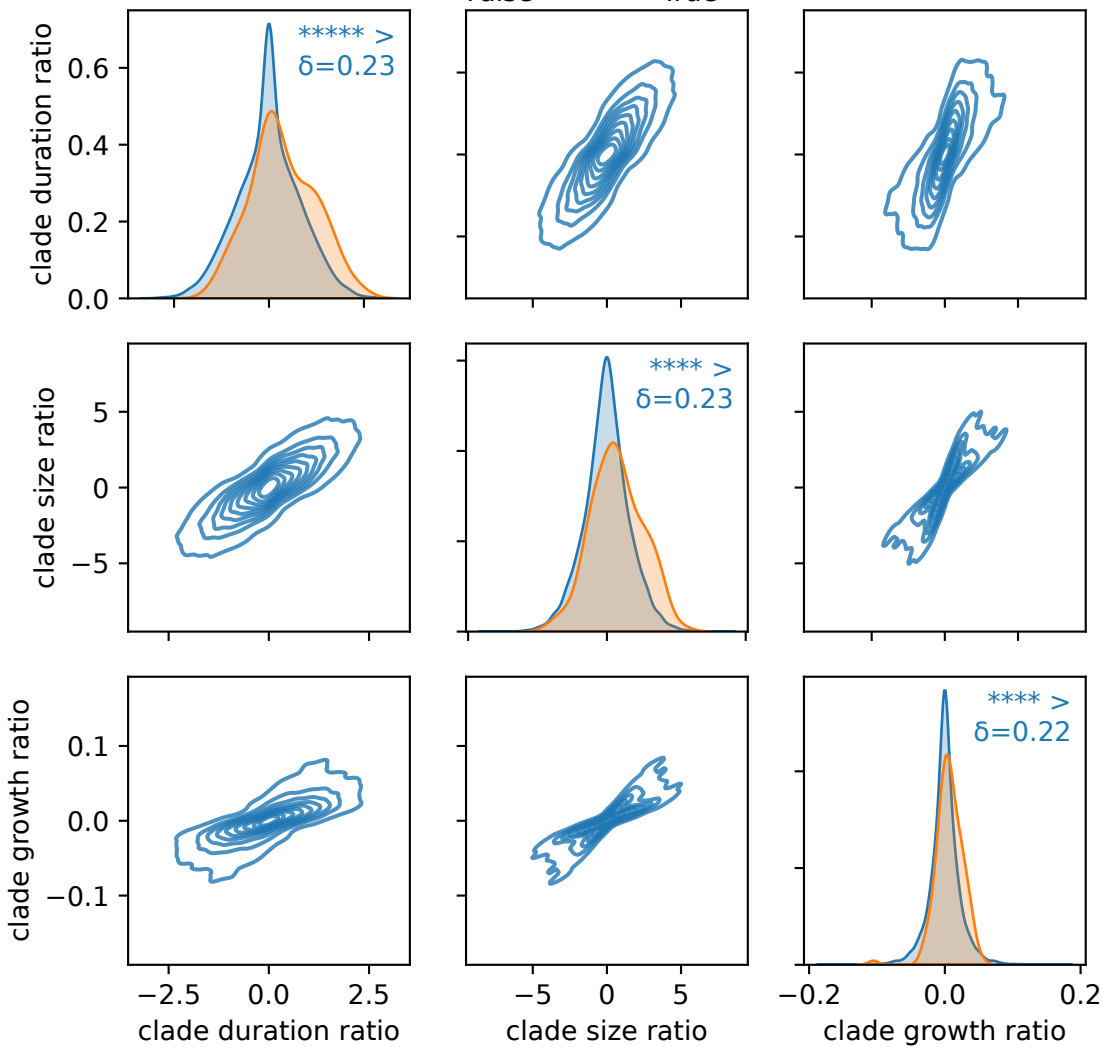 clade duration ratio
0.6
0.4
0.2
0.0
***** >
δ=0.23
clade size ratio
5
0
−5
**** >
δ=0.23
clade growth ratio
0.1
0.0
−0.1
**** >
δ=0.22
−2.5 0.0 2.5
−5 0 5
−0.2 0.0 0.2
clade duration ratio
clade size ratio
clade growth ratio